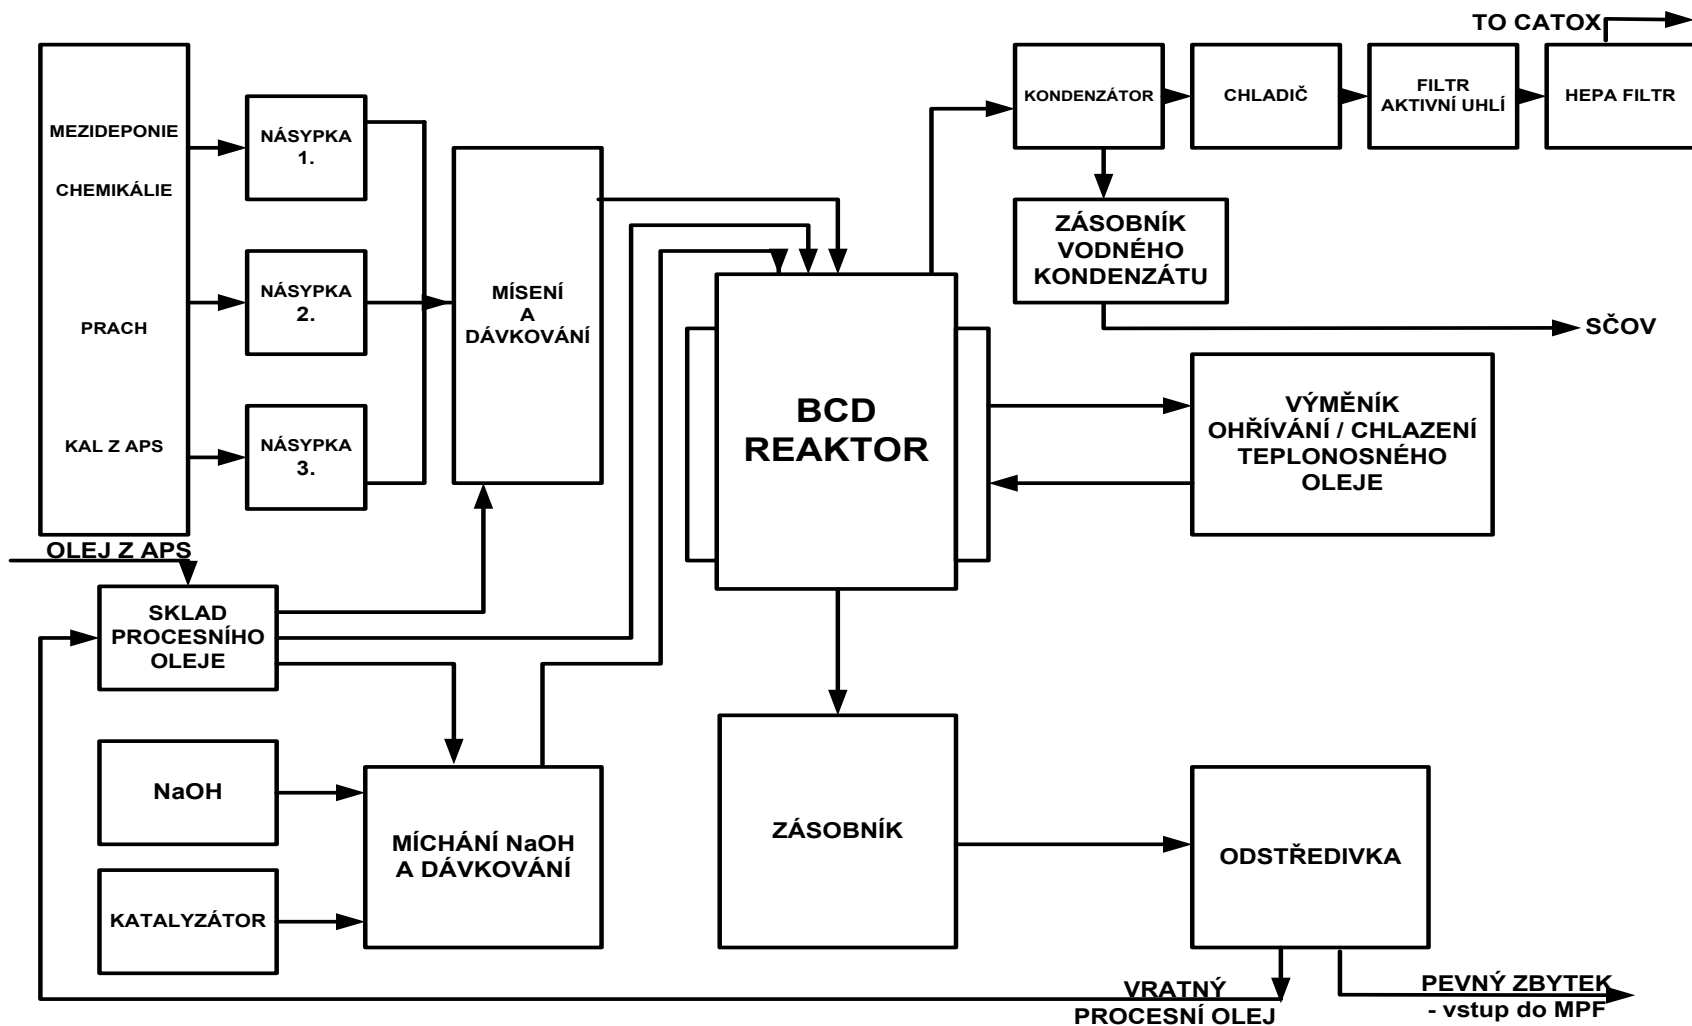 TO CATOX
MEZIDEPONIE
CHEMIKÁLIE
PRACH
KAL Z APS
NÁSYPKA
1.
NÁSYPKA
2.
NÁSYPKA
3.
MÍSENÍ
A
DÁVKOVÁNÍ
KONDENZÁTOR
CHLADIČ
FILTR
AKTIVNÍ UHLÍ
HEPA FILTR
ZÁSOBNÍK
VODNÉHO
KONDENZÁTU
SČOV
BCD
REAKTOR
VÝMĚNÍK
OHŘÍVÁNÍ / CHLAZENÍ
TEPLONOSNÉHO
OLEJE
OLEJ Z APS
SKLAD
PROCESNÍHO
OLEJE
NaOH
KATALYZÁTOR
MÍCHÁNÍ NaOH
A DÁVKOVÁNÍ
ZÁSOBNÍK
ODSTŘEDIVKA
VRATNÝ
PROCESNÍ OLEJ
PEVNÝ ZBYTEK
- vstup do MPF